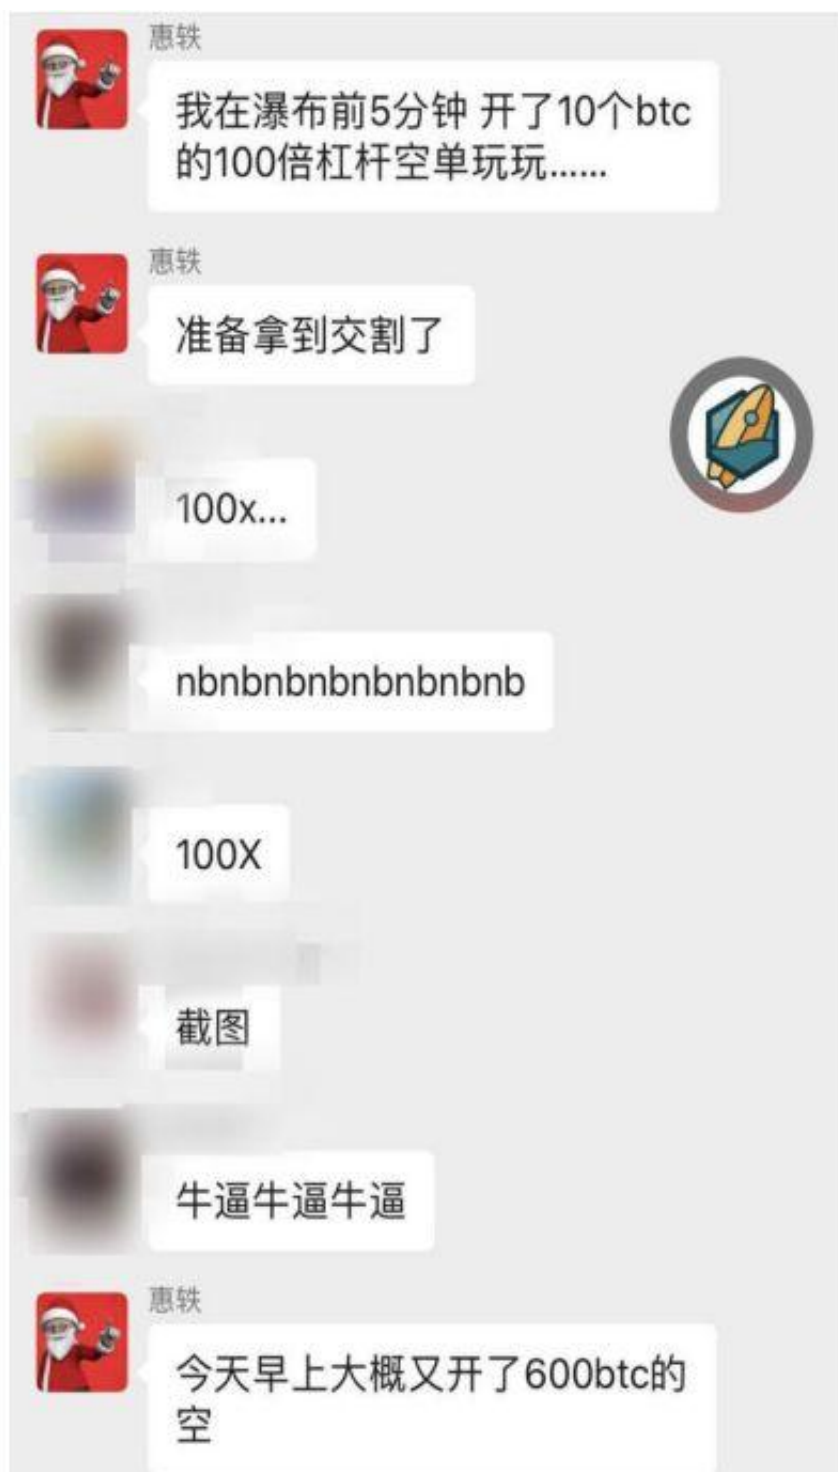 惠轶
我在瀑布前5分钟 开了10个btc
的100倍杠杆空单玩玩......
惠轶
准备拿到交割了
100x...
nbnbnbnbnbnbnbnb
100X
截图
牛逼牛逼牛逼
惠轶
今天早上大概又开了600btc的
空